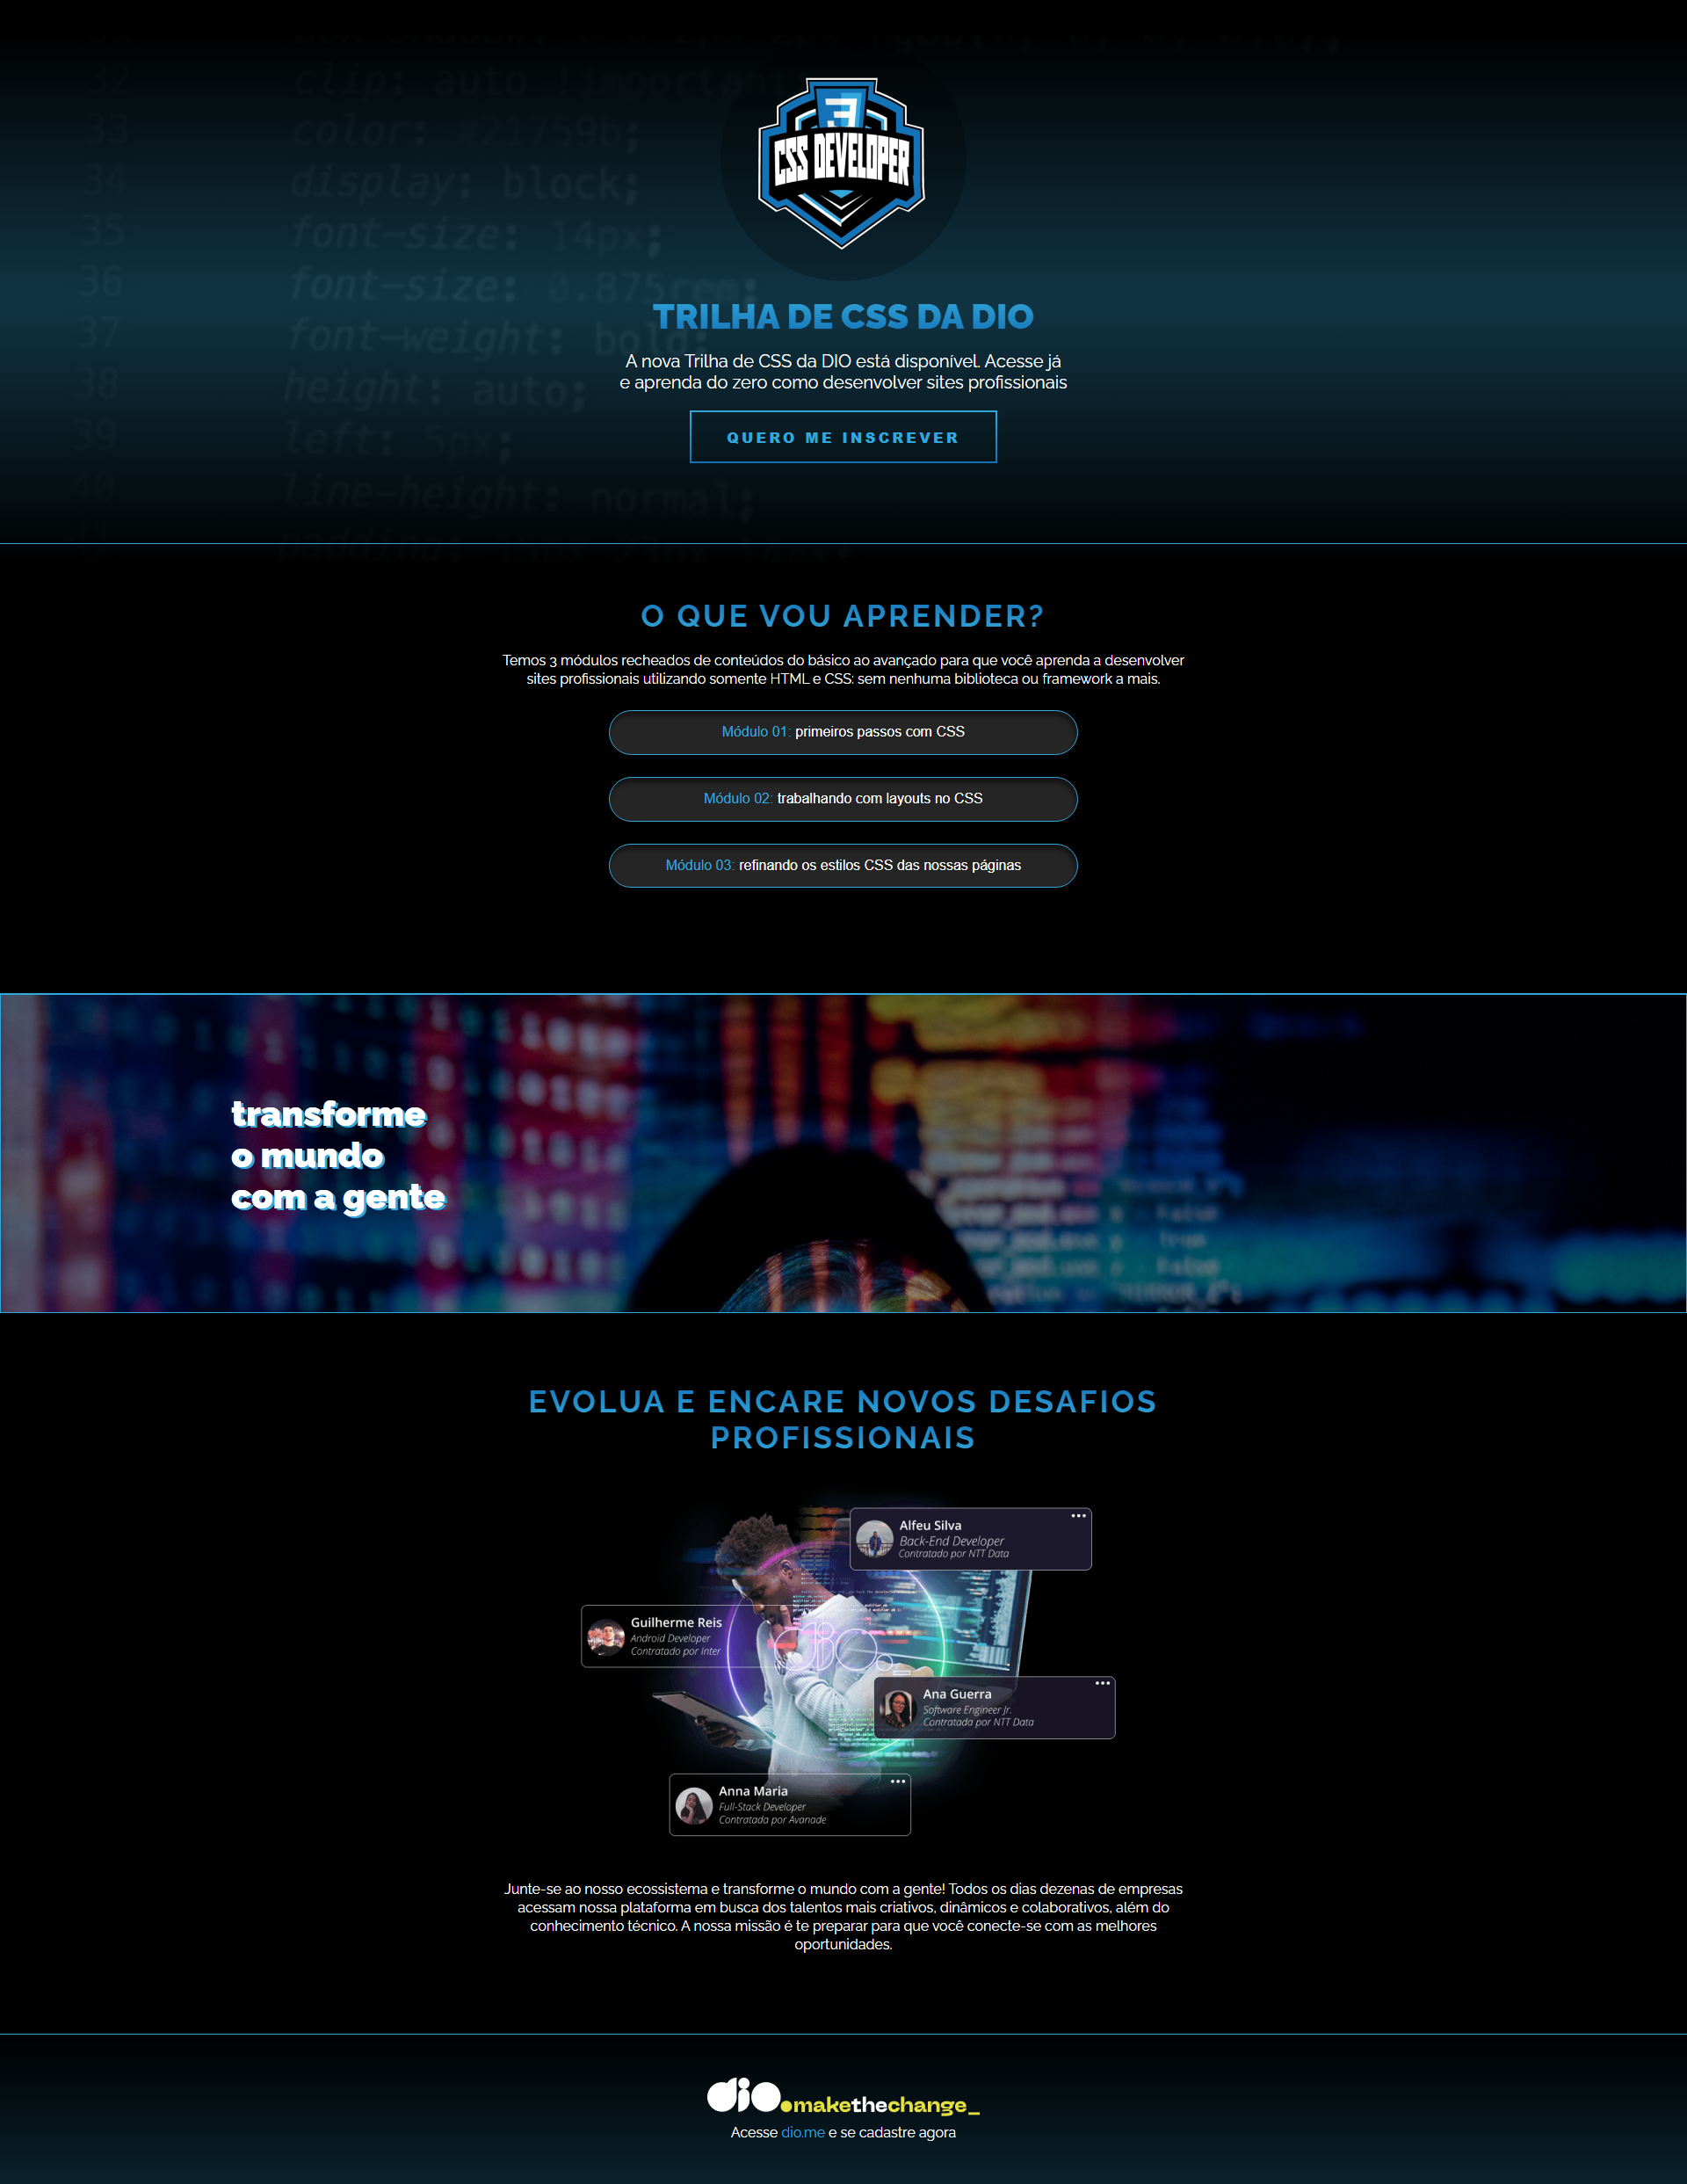 32 clip: auto !important
33 color: #21759b;
34 display: block;
35 font-size: 14px;
36 font-size: 0.875rem;
37 font-weight: bold;
38 height: auto;
39 left: 5px;
40 line-height: normal;
41 padding:
3
CSS DEVELOPER
TRILHA DE CSS DA DIO
A nova Trilha de CSS da DIO está disponível. Acesse já
e aprenda do zero como desenvolver sites profissionais
QUERO ME INSCREVER
O QUE VOU APRENDER?
Temos 3 módulos recheados de conteúdos do básico ao avançado para que você aprenda a desenvolver
sites profissionais utilizando somente HTML e CSS: sem nenhuma biblioteca ou framework a mais.
Módulo 01: primeiros passos com CSS
Módulo 02: trabalhando com layouts no CSS
Módulo 03: refinando os estilos CSS das nossas páginas
transforme
o mundo
com a gente
EVOLUA E ENCARE NOVOS DESAFIOS
PROFISSIONAIS
Alfeu Silva
Back-End Developer
Contratado por NTT Data
Guilherme Reis
Android Developer
Contratado por Inter
dio.
Ana Guerra
Software Engineer Jr.
Contratada por NTT Data
Anna Maria
Full-Stack Developer
Contratada por Avanade
Junte-se ao nosso ecossistema e transforme o mundo com a gente! Todos os dias dezenas de empresas
acessam nossa plataforma em busca dos talentos mais criativos, dinâmicos e colaborativos, além do
conhecimento técnico. A nossa missão é te preparar para que você conecte-se com as melhores
oportunidades.
dio.makethechange_
Acesse dio.me e se cadastre agora